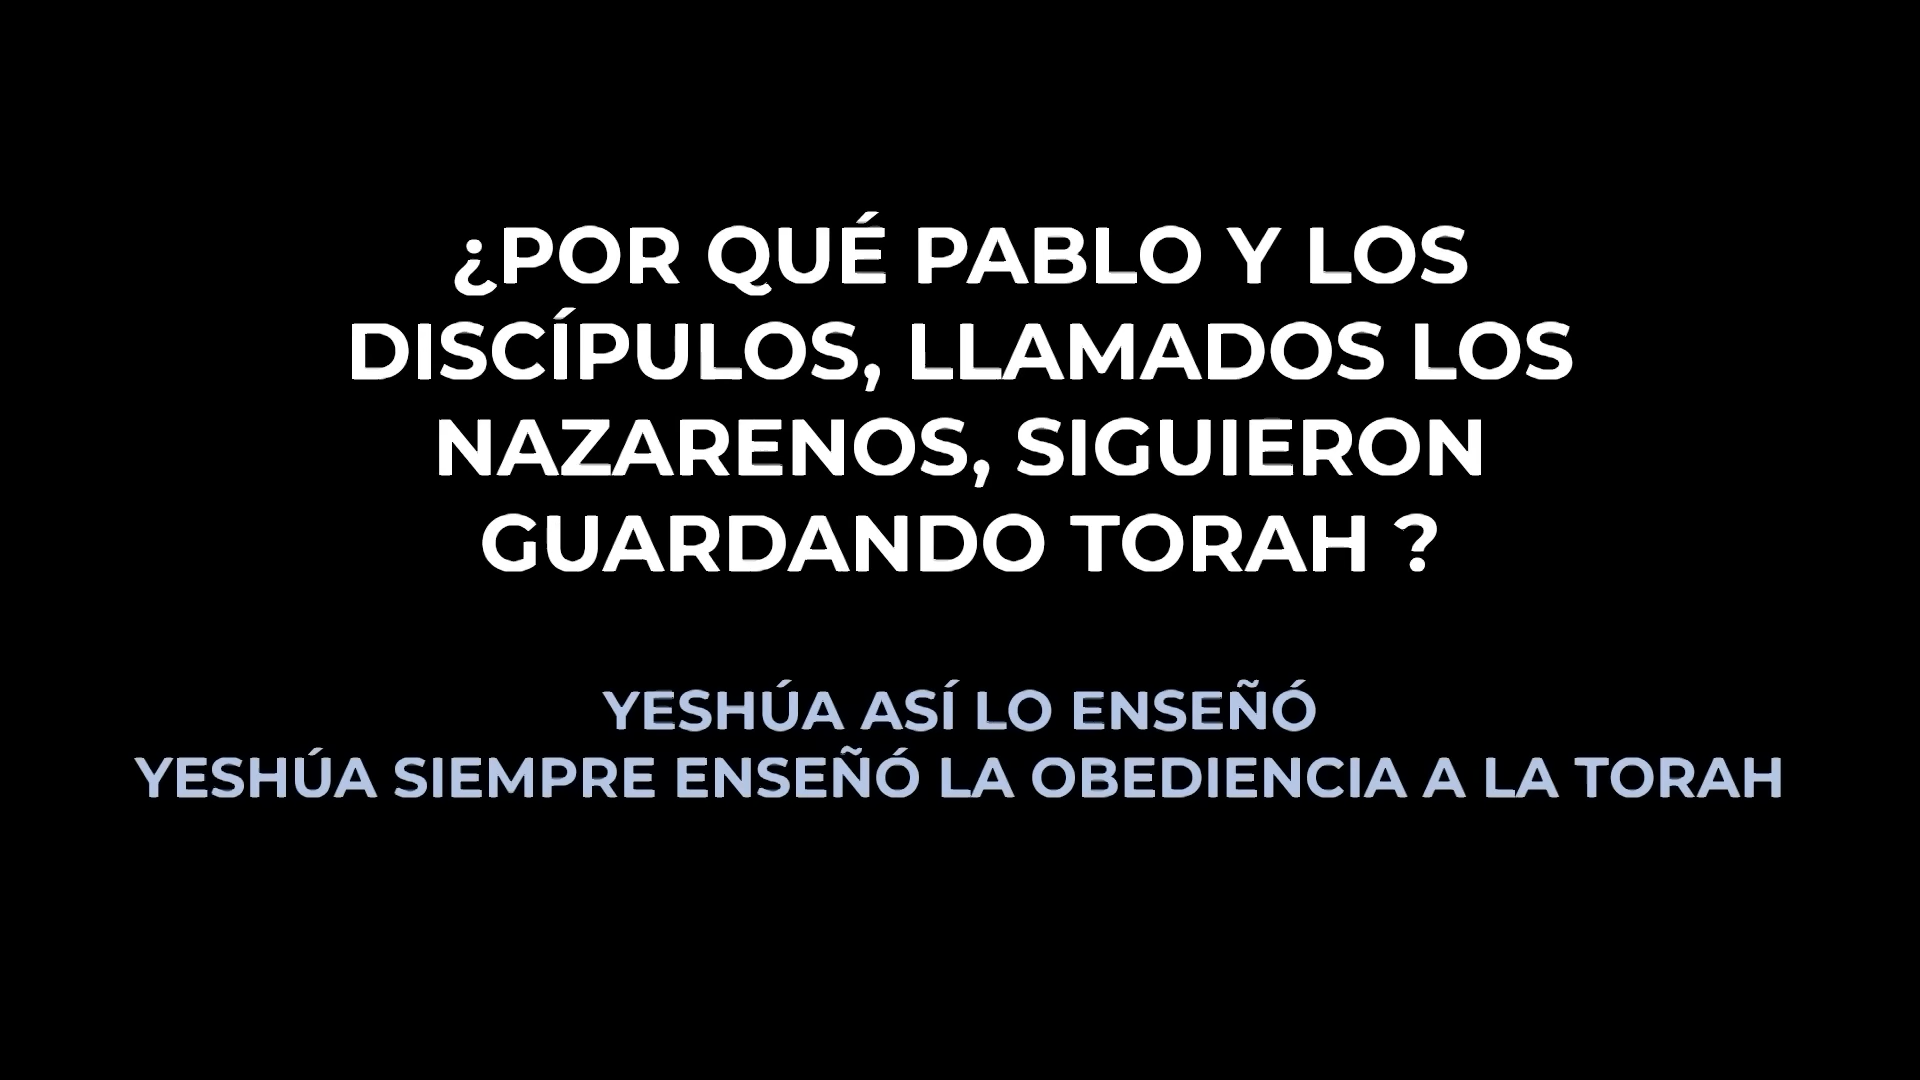 ¿POR QUÉ PABLO Y LOS
DISCÍPULOS, LLAMADOS LOS
NAZARENOS, SIGUIERON
GUARDANDO TORAH ?
YESHÚA ASÍ LO ENSEÑÓ
YESHÚA SIEMPRE ENSEÑÓ LA OBEDIENCIA A LA TORAH